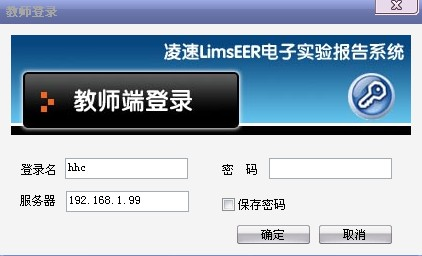 教师登录
凌速LimsEER电子实验报告系统
教师端登录
登录名 hhc 密 码
服务器 192.168.1.99 保存密码
确定 取消